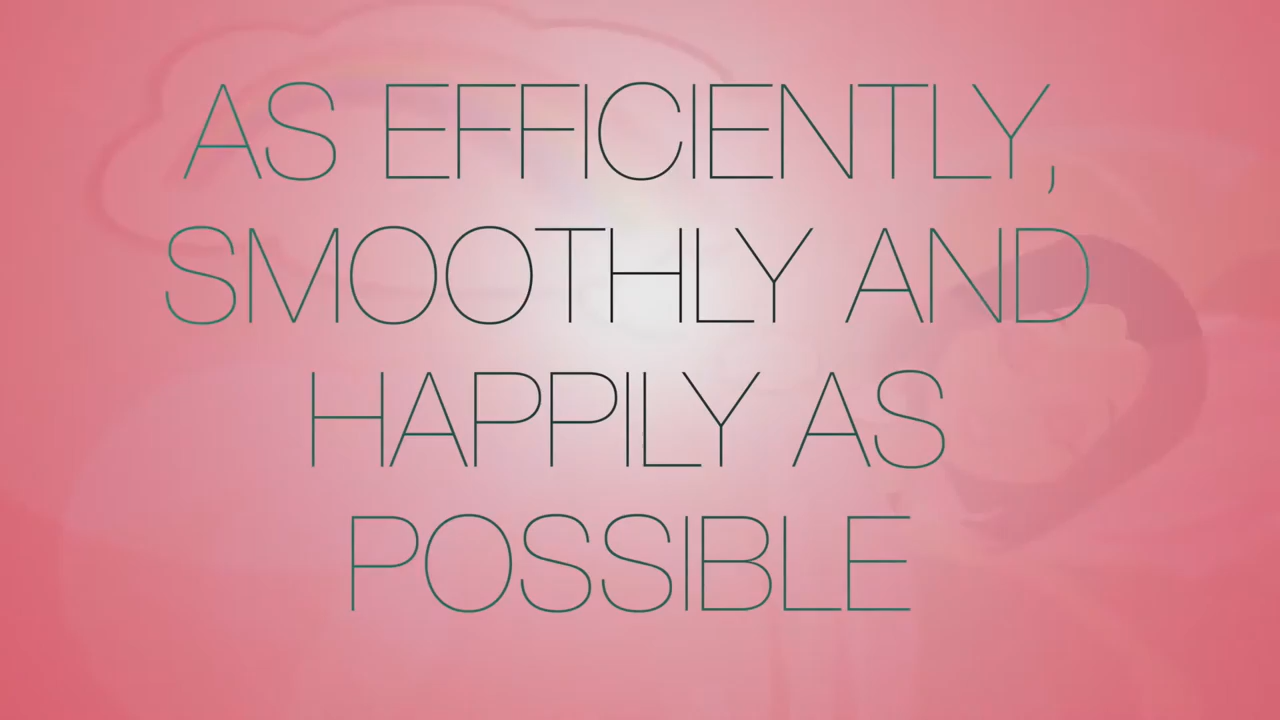 AS EFFICIENTLY,
SMOOTHLY AND
HAPPILY AS
POSSIBLE